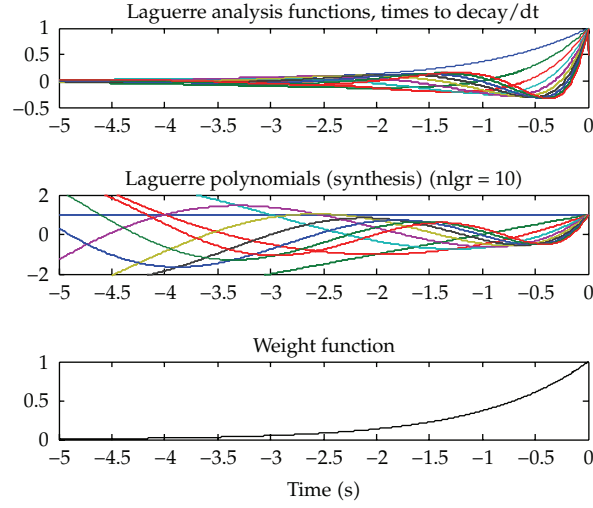 Laguerre analysis functions, times to decay/dt
1
0.5
0
−0.5
−5 −4.5 −4 −3.5 −3 −2.5 −2 −1.5 −1 −0.5 0
Laguerre polynomials (synthesis) (nlgr = 10)
2
0
−2
−5 −4.5 −4 −3.5 −3 −2.5 −2 −1.5 −1 −0.5 0
Weight function
1
0.5
0
−5 −4.5 −4 −3.5 −3 −2.5 −2 −1.5 −1 −0.5 0
Time (s)